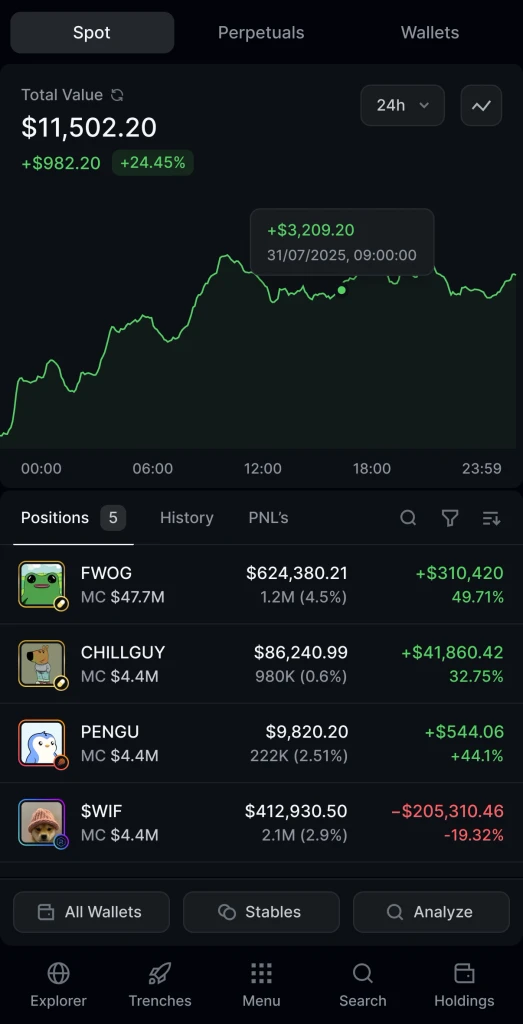 Spot Perpetuals Wallets
Total Value
$11,502.20
24h
+$982.20 +24.45%
+$3,209.20
31/07/2025, 09:00:00
00:00 06:00 12:00 18:00 23:59
Positions 5 History PNL's
FWOG $624,380.21 +$310,420
MC $47.7M 1.2M (4.5%) 49.71%
CHILLGUY $86,240.99 +$41,860.42
MC $4.4M 980K (0.6%) 32.75%
PENGU $9,820.20 +$544.06
MC $4.4M 222K (2.51%) +44.1%
$WIF $412,930.50 −$205,310.46
MC $4.4M 2.1M (2.9%) -19.32%
All Wallets Stables Analyze
Explorer Trenches Menu Search Holdings